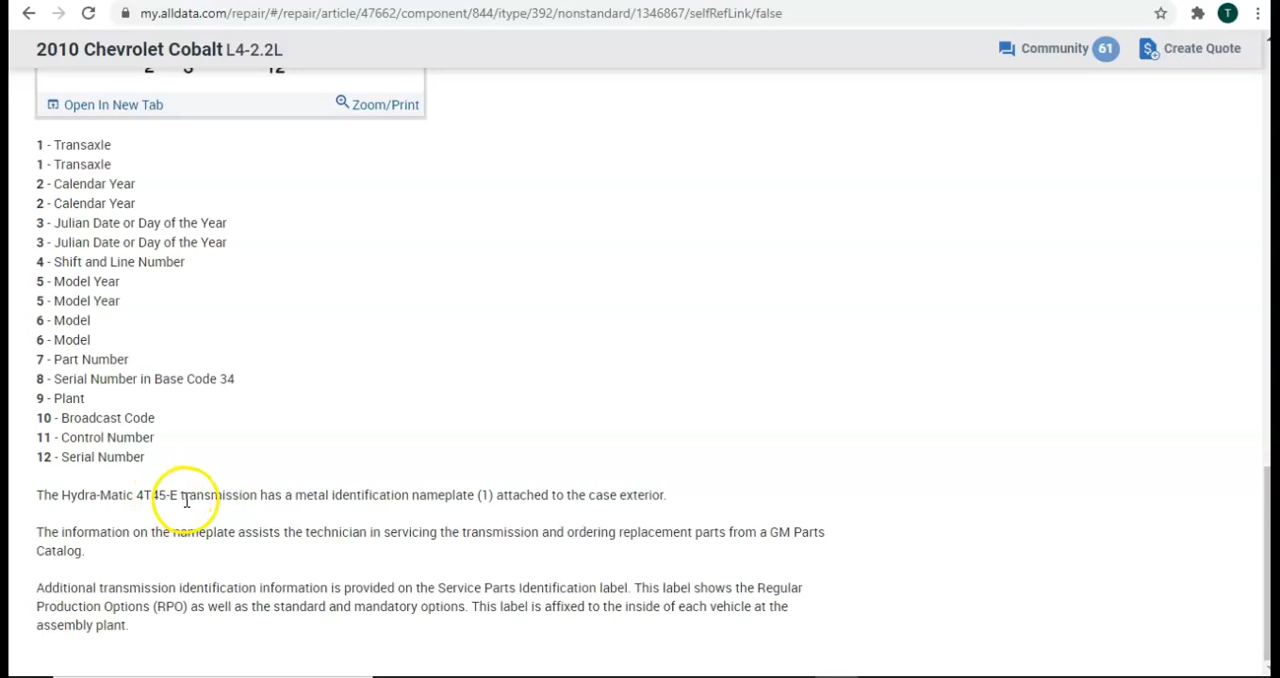 my.alldata.com/repair/#/repair/article/47662/component/844/itype/392/nonstandard/1346867/selfRefLink/false
T
2010 Chevrolet Cobalt L4-2.2L
Community 61
Create Quote
12
Open In New Tab
Zoom/Print
1 - Transaxle
1 - Transaxle
2 - Calendar Year
2 - Calendar Year
3 - Julian Date or Day of the Year
3 - Julian Date or Day of the Year
4 - Shift and Line Number
5 - Model Year
5 - Model Year
6 - Model
6 - Model
7 - Part Number
8 - Serial Number in Base Code 34
9 - Plant
10 - Broadcast Code
11 - Control Number
12 - Serial Number
The Hydra-Matic 4T45-E transmission has a metal identification nameplate (1) attached to the case exterior.
The information on the nameplate assists the technician in servicing the transmission and ordering replacement parts from a GM Parts
Catalog.
Additional transmission identification information is provided on the Service Parts Identification label. This label shows the Regular
Production Options (RPO) as well as the standard and mandatory options. This label is affixed to the inside of each vehicle at the
assembly plant.